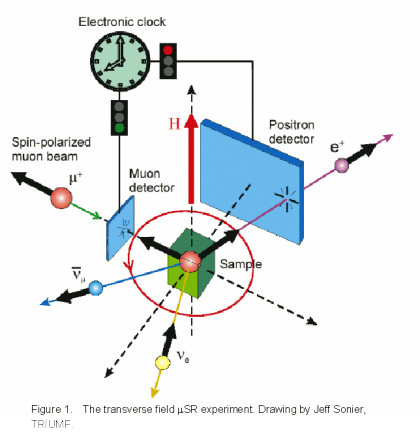 Electronic clock
H
Positron
detector
e+
Spin-polarized
muon beam
μ+
Muon
detector
Sample
ν̅μ
νe
Figure 1. The transverse field μSR experiment. Drawing by Jeff Sonier,
TRIUMF.